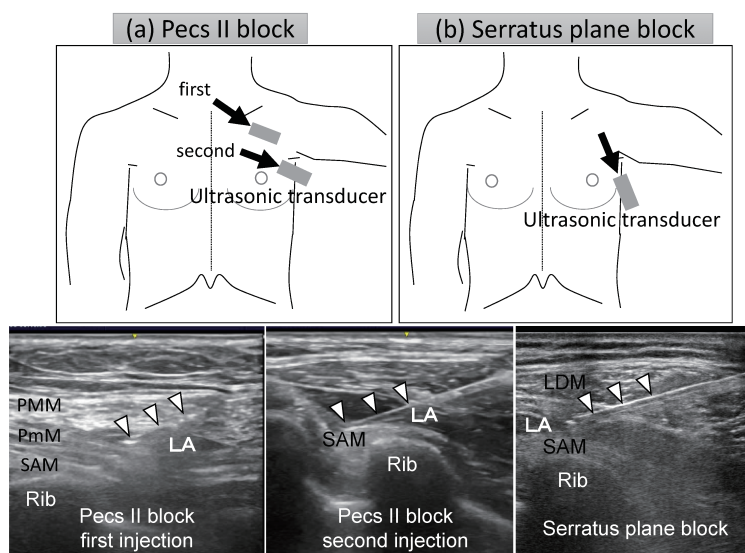 (a) Pecs II block
(b) Serratus plane block
first
second
Ultrasonic transducer
Ultrasonic transducer
PMM
PmM
LA
SAM
Rib
Pecs II block
first injection
LA
SAM
Rib
Pecs II block
second injection
LDM
LA
SAM
Rib
Serratus plane block